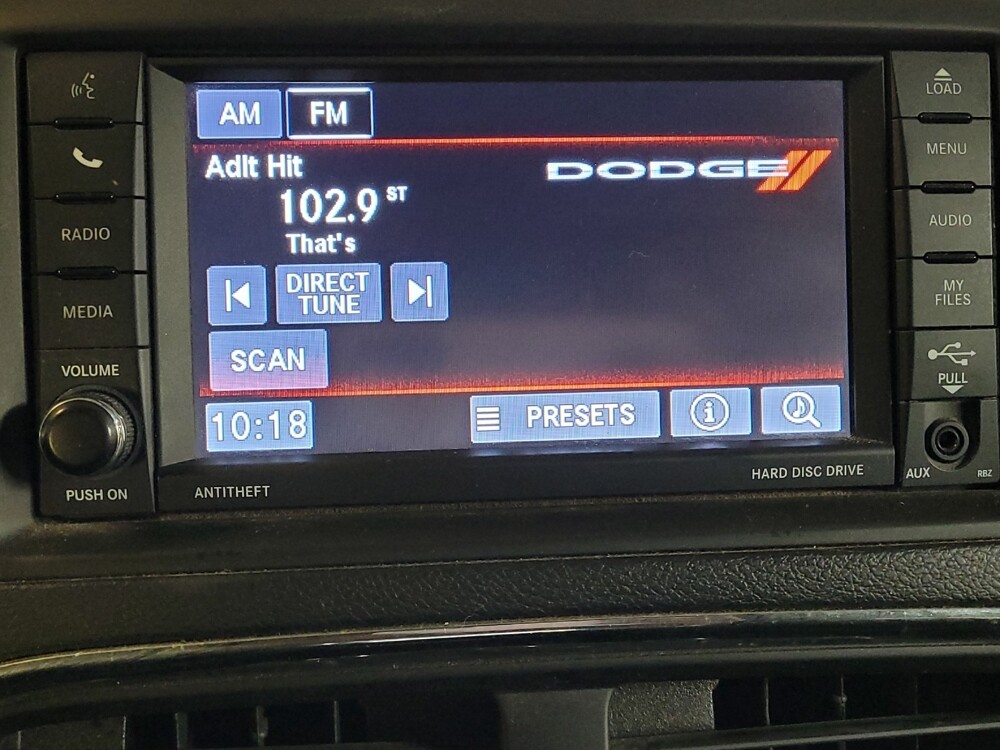 AM FM
Adlt Hit
DODGE
102.9 ST
That's
DIRECT
TUNE
SCAN
10:18 PRESETS
RADIO
MEDIA
VOLUME
PUSH ON
ANTITHEFT
HARD DISC DRIVE
LOAD
MENU
AUDIO
MY
FILES
PULL
AUX
RBZ